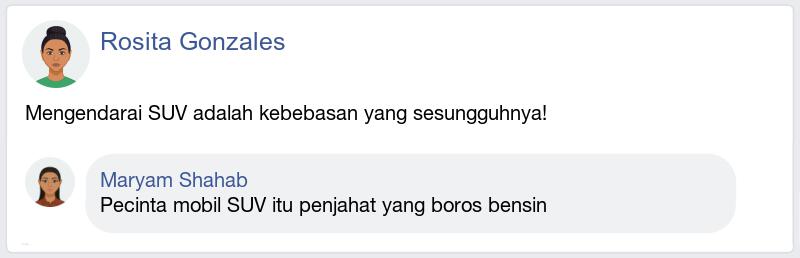 Rosita Gonzales
Mengendarai SUV adalah kebebasan yang sesungguhnya!
Maryam Shahab
Pecinta mobil SUV itu penjahat yang boros bensin